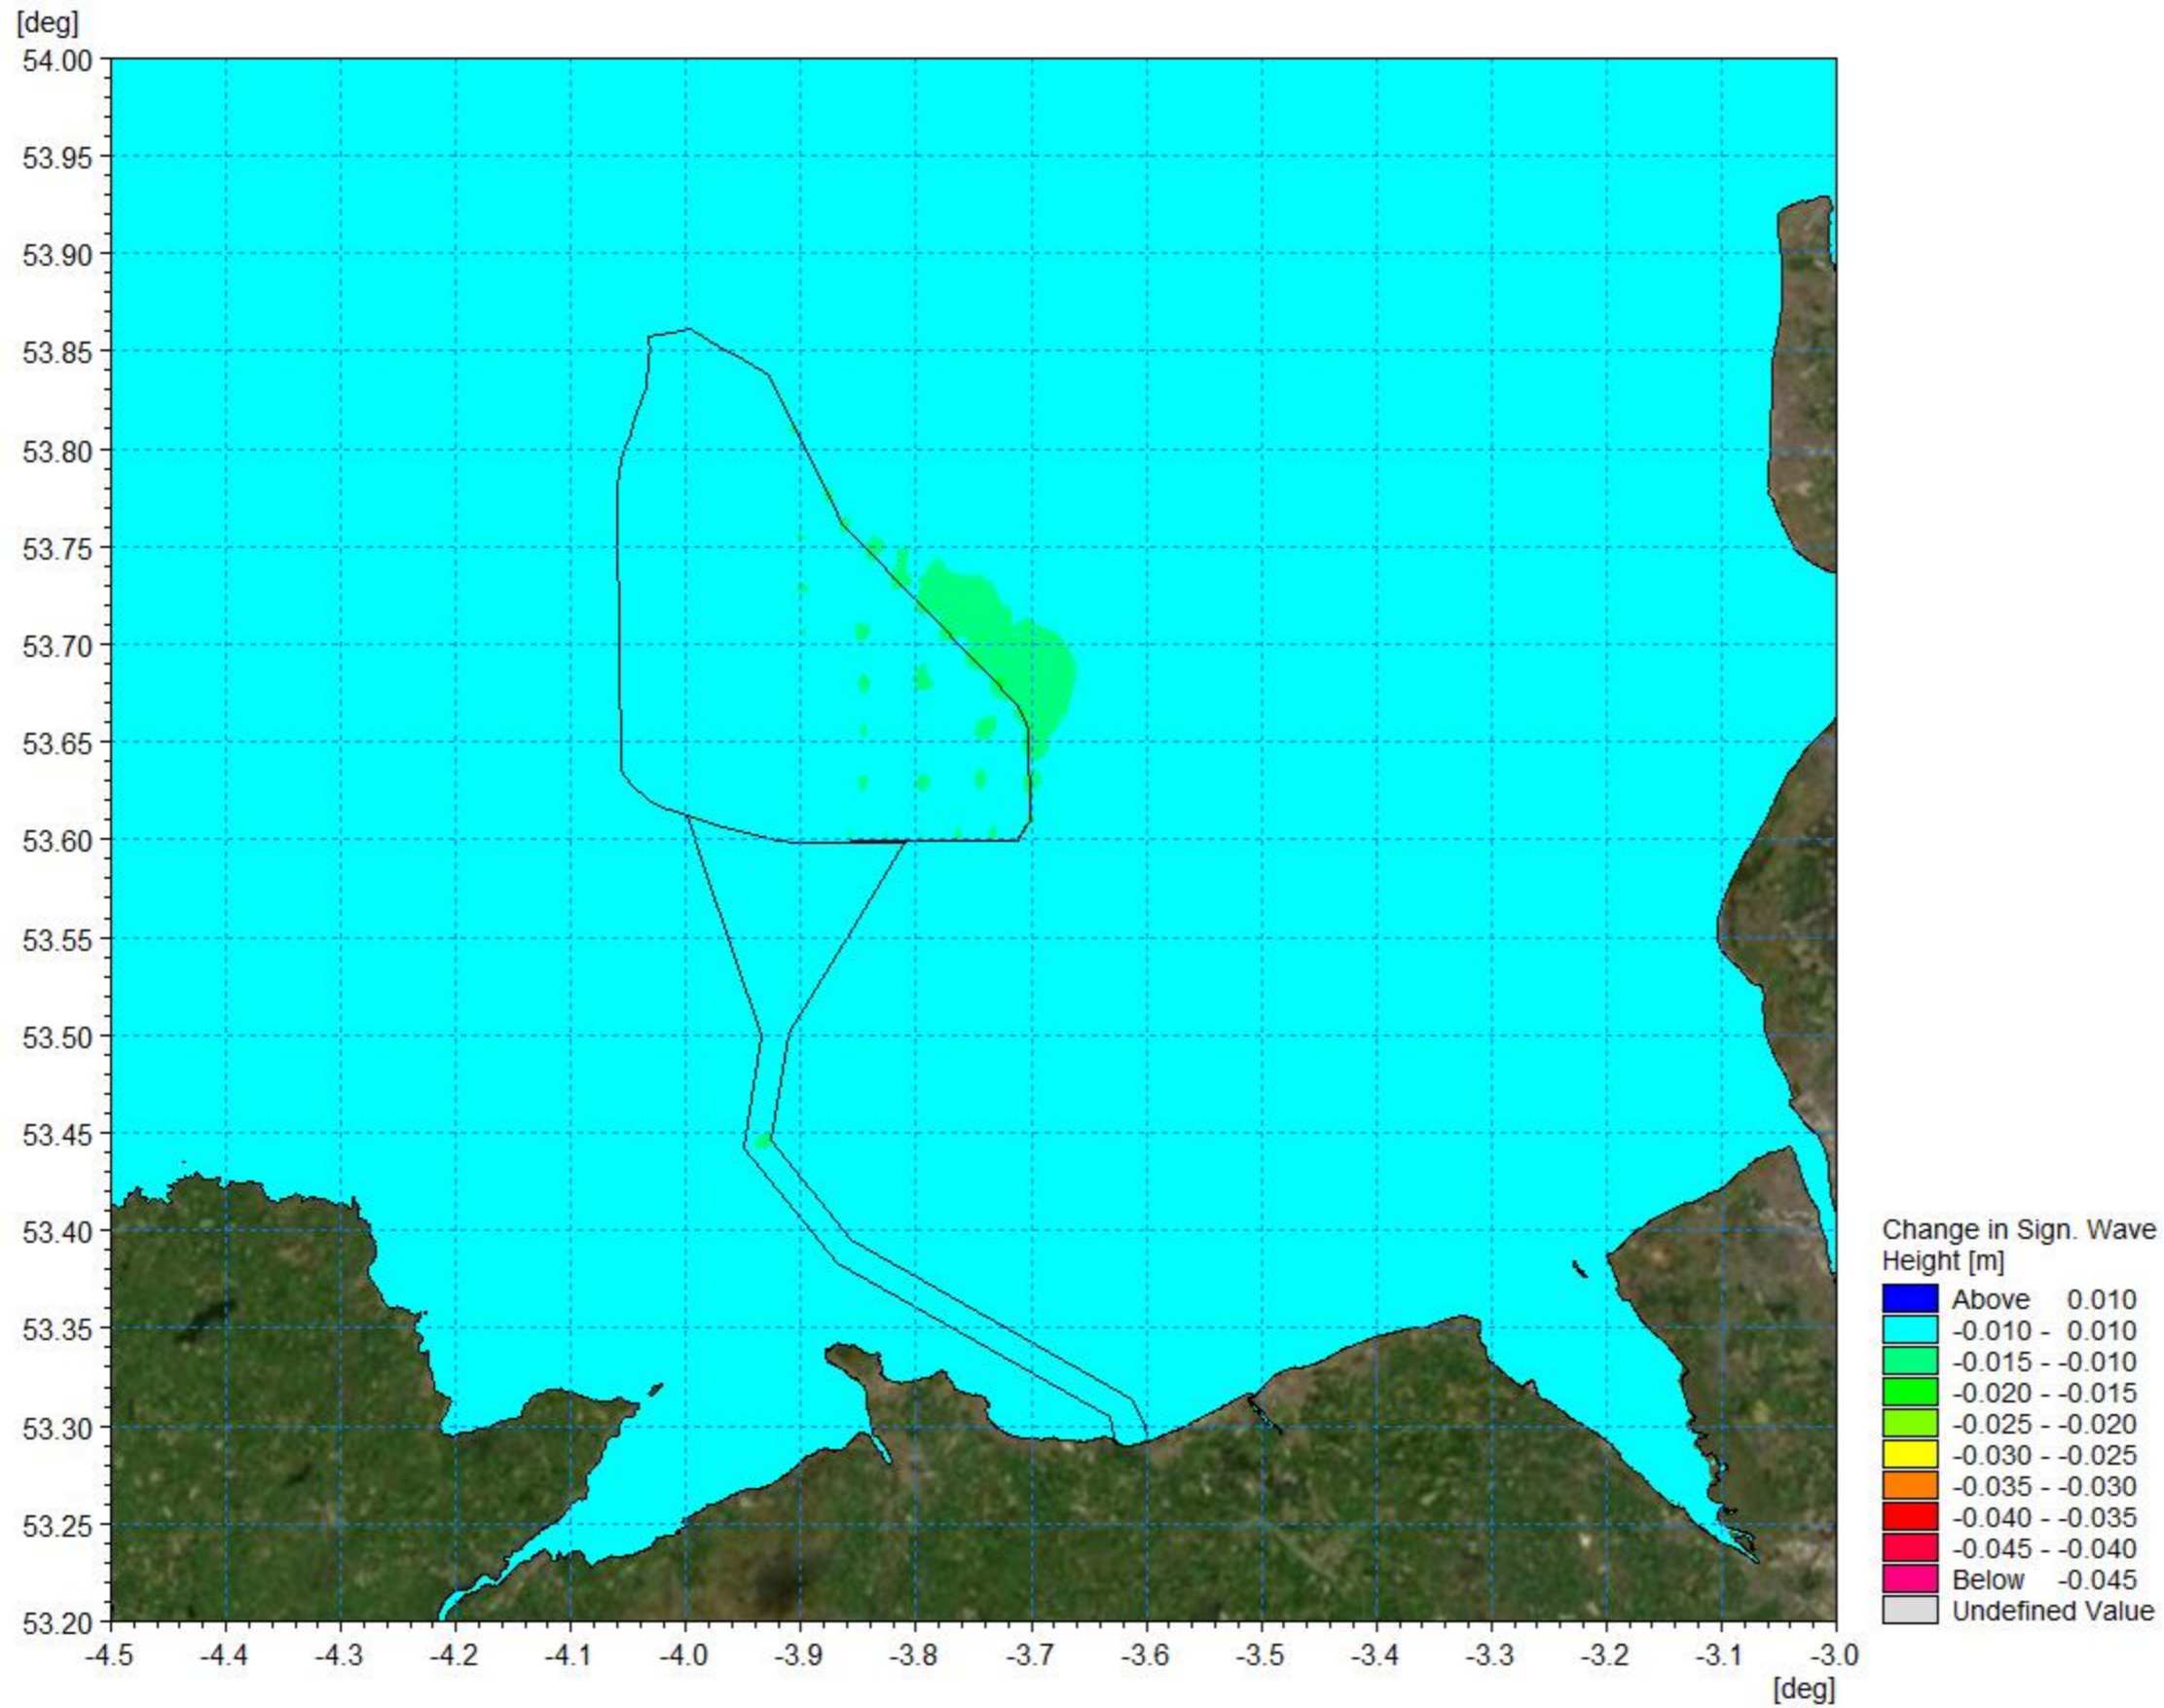 [deg]
54.00
53.95
53.90
53.85
53.80
53.75
53.70
53.65
53.60
53.55
53.50
53.45
53.40
53.35
53.30
53.25
53.20
-4.5 -4.4 -4.3 -4.2 -4.1 -4.0 -3.9 -3.8 -3.7 -3.6 -3.5 -3.4 -3.3 -3.2 -3.1 -3.0
[deg]
Change in Sign. Wave
Height [m]
Above 0.010
-0.010 - 0.010
-0.015 - -0.010
-0.020 - -0.015
-0.025 - -0.020
-0.030 - -0.025
-0.035 - -0.030
-0.040 - -0.035
-0.045 - -0.040
Below -0.045
Undefined Value